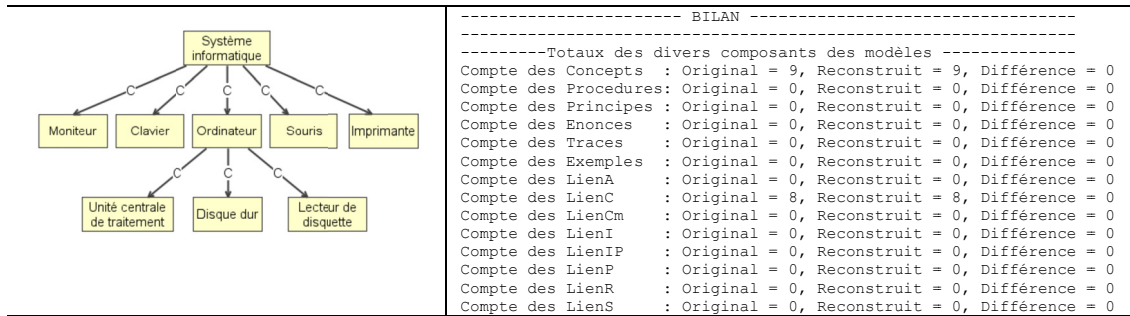 Système
informatique
C
C
C
C
C
Moniteur
Clavier
Ordinateur
Souris
Imprimante
C
C
C
Unité centrale
de traitement
Disque dur
Lecteur de
disquette
------------------------ BILAN -----------------------------------
------------------------------------------------------------------
---------Totaux des divers composants des modèles --------------
Compte des Concepts  : Original = 9, Reconstruit = 9, Différence = 0
Compte des Procedures: Original = 0, Reconstruit = 0, Différence = 0
Compte des Principes : Original = 0, Reconstruit = 0, Différence = 0
Compte des Enonces   : Original = 0, Reconstruit = 0, Différence = 0
Compte des Traces    : Original = 0, Reconstruit = 0, Différence = 0
Compte des Exemples  : Original = 0, Reconstruit = 0, Différence = 0
Compte des LienA     : Original = 0, Reconstruit = 0, Différence = 0
Compte des LienC     : Original = 8, Reconstruit = 8, Différence = 0
Compte des LienCm    : Original = 0, Reconstruit = 0, Différence = 0
Compte des LienI     : Original = 0, Reconstruit = 0, Différence = 0
Compte des LienIP    : Original = 0, Reconstruit = 0, Différence = 0
Compte des LienP     : Original = 0, Reconstruit = 0, Différence = 0
Compte des LienR     : Original = 0, Reconstruit = 0, Différence = 0
Compte des LienS     : Original = 0, Reconstruit = 0, Différence = 0